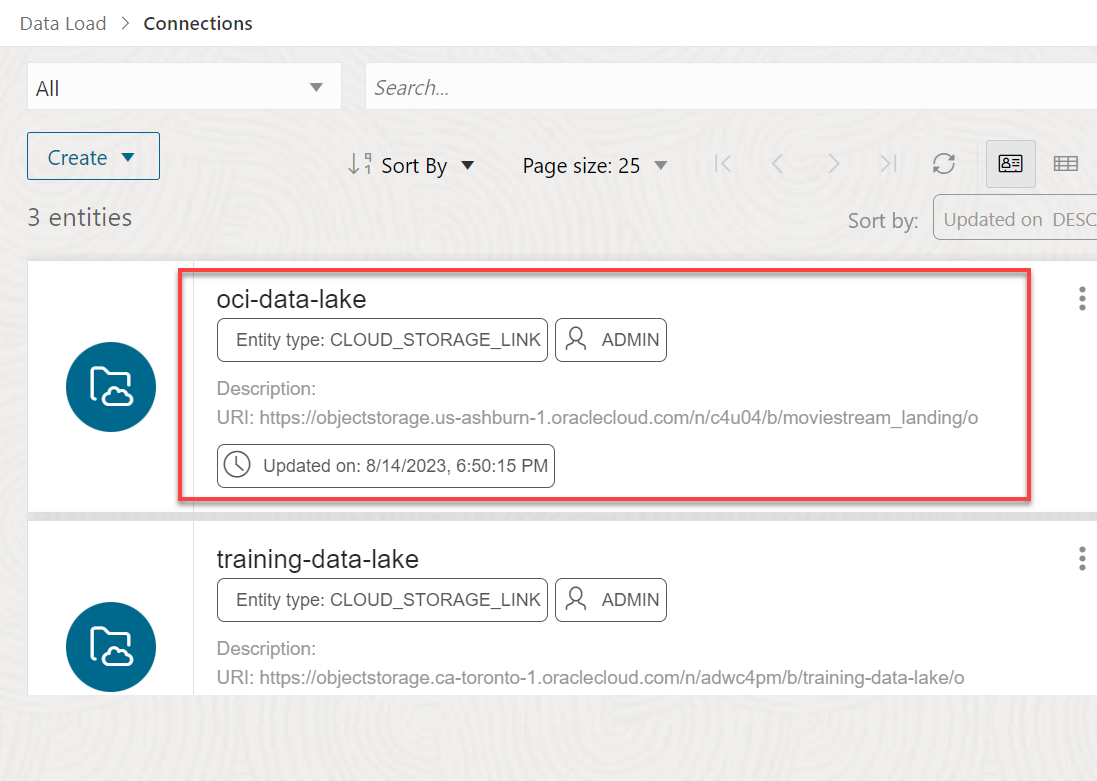 Data Load > Connections
All
Search...
Create
Sort By
Page size: 25
3 entities
Sort by:
Updated on DESC
oci-data-lake
Entity type: CLOUD_STORAGE_LINK
ADMIN
Description:
URI: https://objectstorage.us-ashburn-1.oraclecloud.com/n/c4u04/b/moviestream_landing/o
Updated on: 8/14/2023, 6:50:15 PM
training-data-lake
Entity type: CLOUD_STORAGE_LINK
ADMIN
Description:
URI: https://objectstorage.ca-toronto-1.oraclecloud.com/n/adwc4pm/b/training-data-lake/o